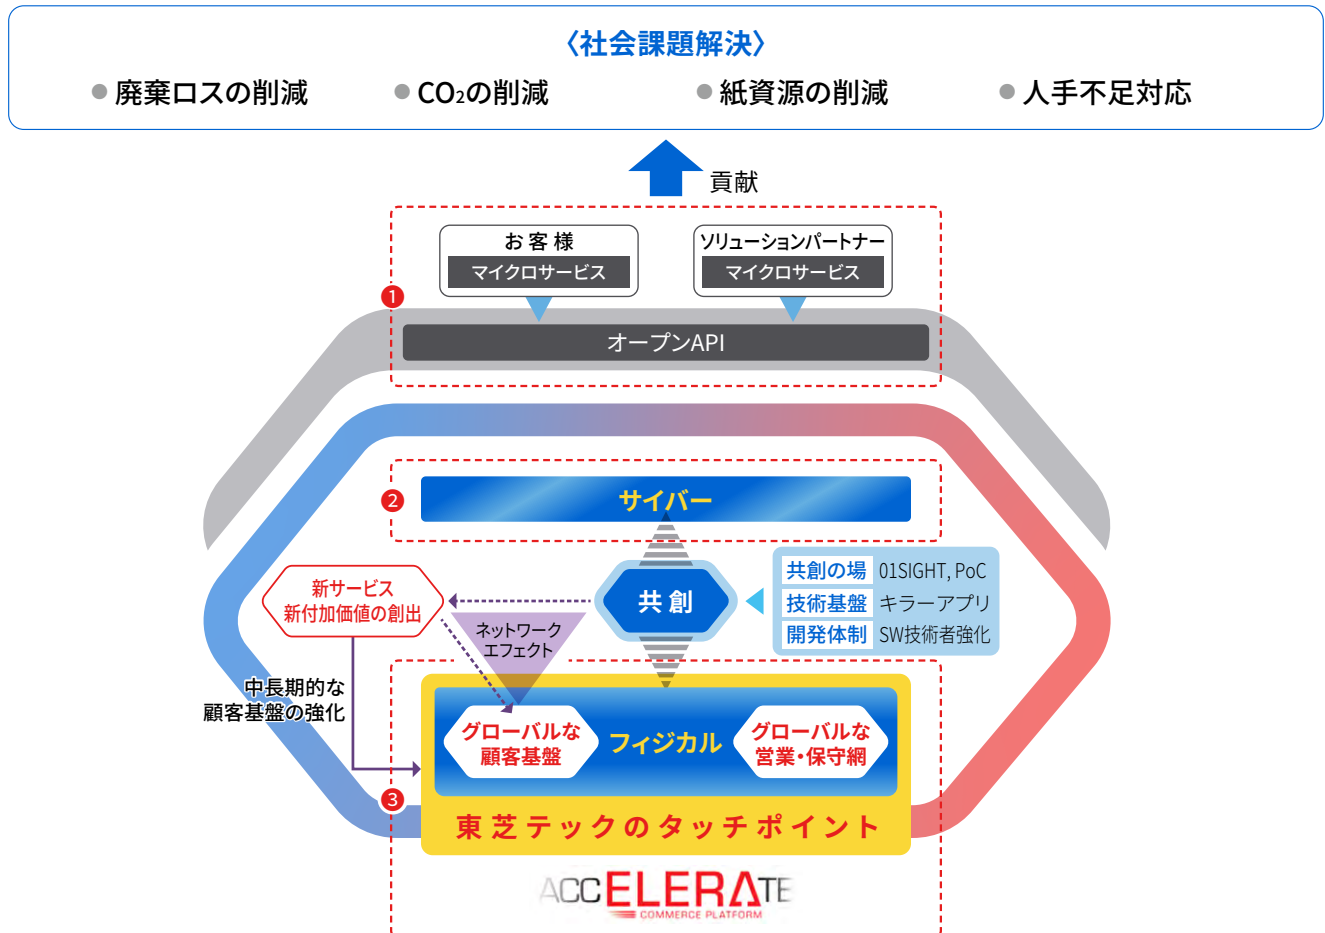 〈社会課題解決〉
● 廃棄ロスの削減
● CO₂の削減
● 紙資源の削減
● 人手不足対応
貢献
お客様
マイクロサービス
ソリューションパートナー
マイクロサービス
1
オープンAPI
2
サイバー
共創の場 01SIGHT, PoC
技術基盤 キラーアプリ
開発体制 SW技術者強化
共創
新サービス
新付加価値の創出
ネットワーク
エフェクト
中長期的な
顧客基盤の強化
グローバルな
顧客基盤
フィジカル
グローバルな
営業・保守網
3
東芝テックのタッチポイント
ACCELERATE
COMMERCE PLATFORM